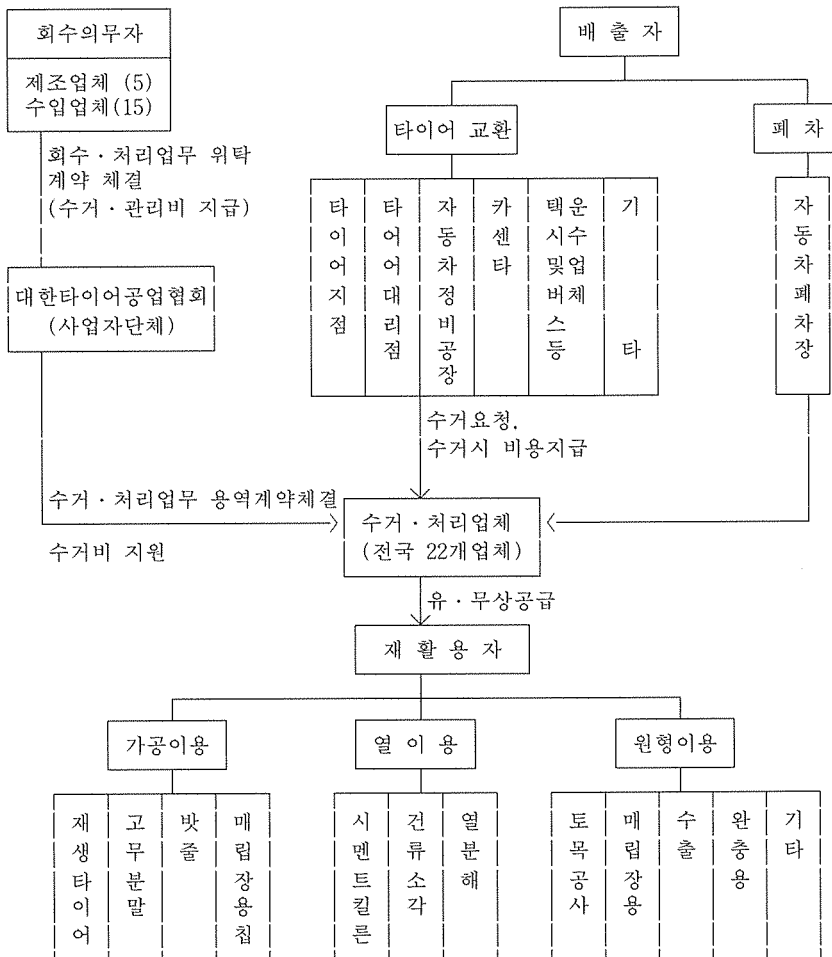 회수의무자
제조업체 (5)
수입업체(15)
회수·처리업무 위탁
계약 체결
(수거·관리비 지급)
대한타이어공업협회
(사업자단체)
배 출 자
타이어 교환
폐 차
타이어지점
타어어대리점
자동차정비공장
카센타
택시및버스등
운수업체
기 타
자동차폐차장
수거요청.
수거시 비용지급
수거·처리업무 용역계약체결
수거비 지원
수거·처리업체
(전국 22개업체)
유·무상공급
재 활 용 자
가공이용
열 이 용
원형이용
재생타이어
고무분말
밧줄
매립장용칩
시멘트킬른
건류소각
열분해
토목공사
매립장용
수출
완충용
기타